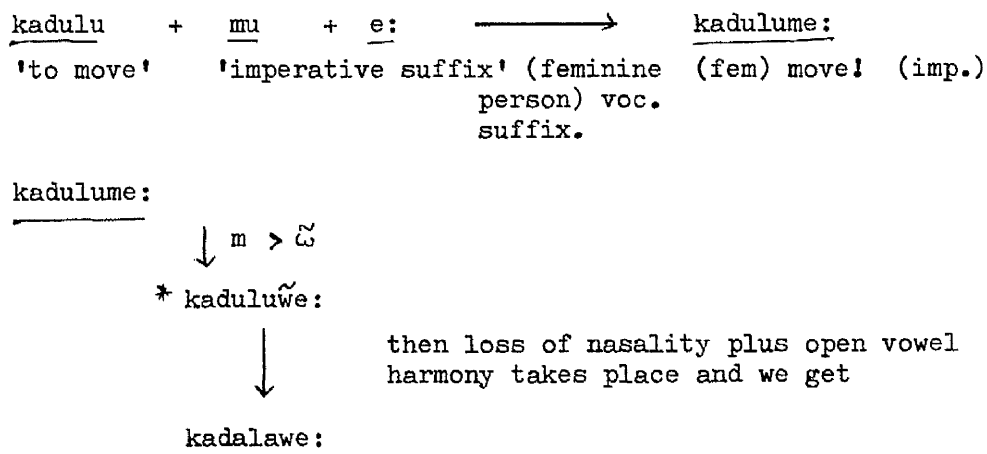 kadulu + mu + e: ⟶ kadulume:
'to move' 'imperative suffix' (feminine (fem) move! (imp.)
person) voc.
suffix.
kadulume:
↓ m > ω̃
* kaduluw̃e:
↓ then loss of nasality plus open vowel
harmony takes place and we get
kadalawe: